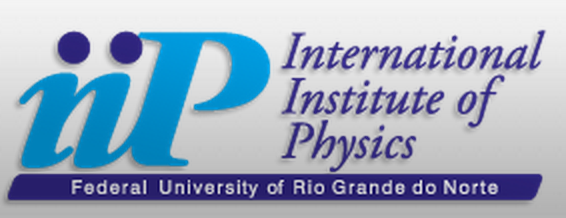 iiP
International
Institute of
Physics
Federal University of Rio Grande do Norte